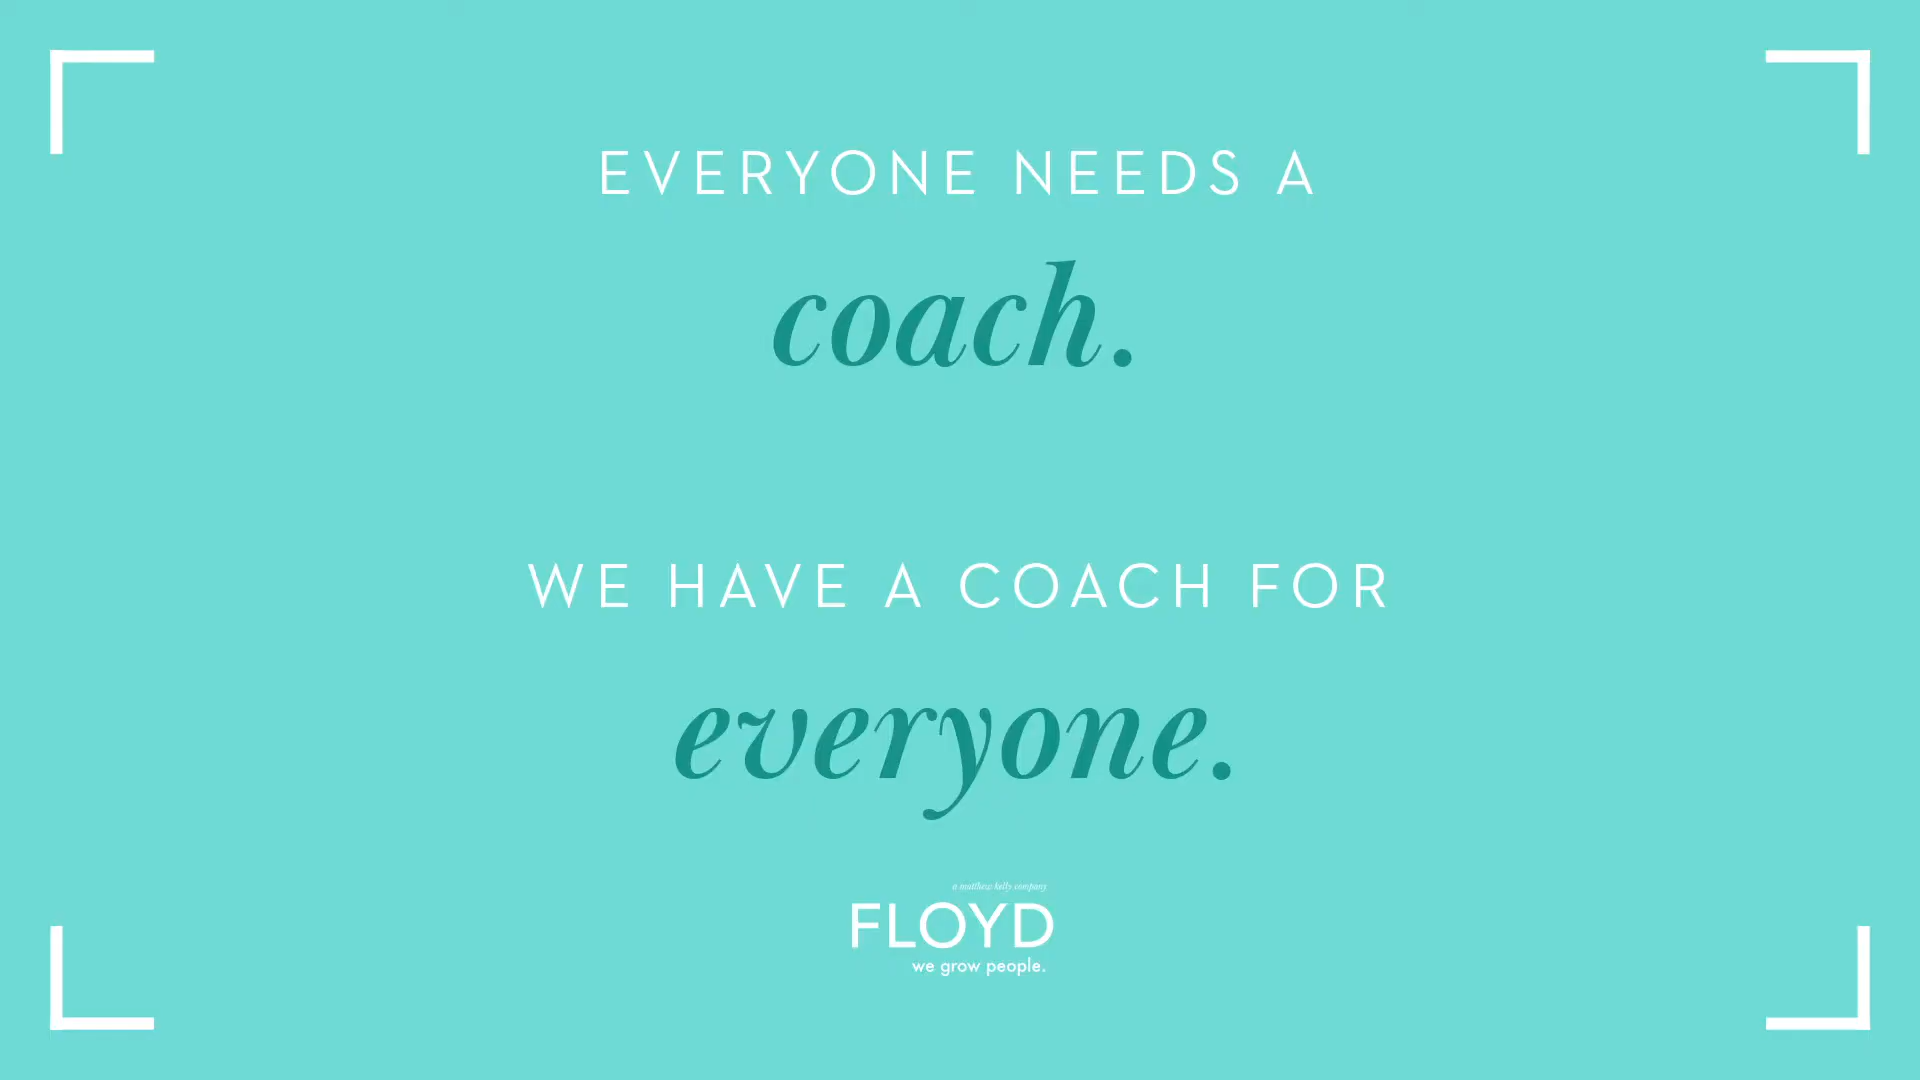 EVERYONE NEEDS A
coach.
WE HAVE A COACH FOR
everyone.
a matthew kelly company
FLOYD
we grow people.